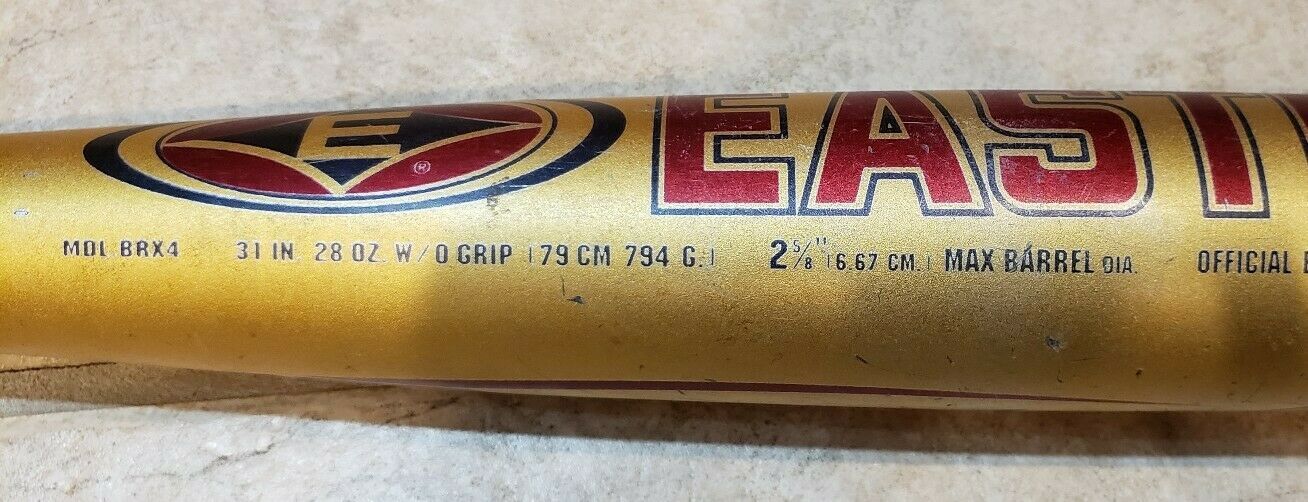 E ®
EAST
MDL BRX4 31 IN. 28 OZ. W/O GRIP (79 CM 794 G.) 2 5/8" (6.67 CM.) MAX BARREL DIA. OFFICIAL